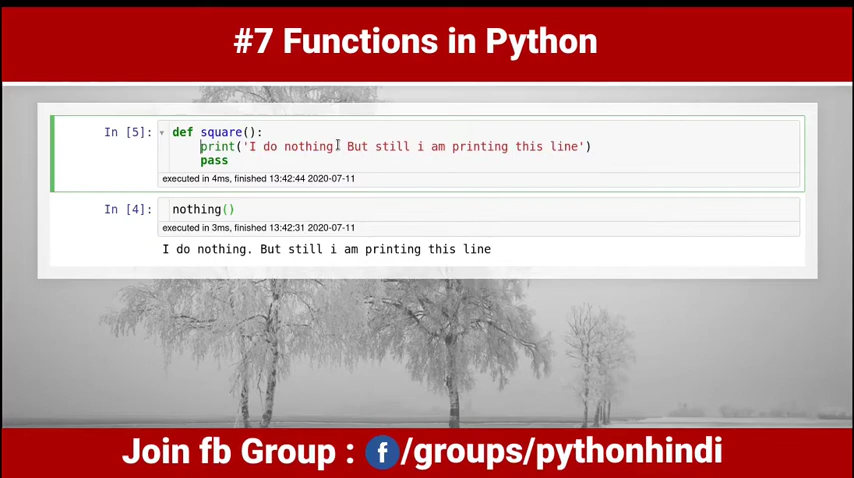 #7 Functions in Python
In [5]: def square():
print('I do nothing. But still i am printing this line')
pass
executed in 4ms, finished 13:42:44 2020-07-11
In [4]: nothing()
executed in 3ms, finished 13:42:31 2020-07-11
I do nothing. But still i am printing this line
Join fb Group : f/groups/pythonhindi